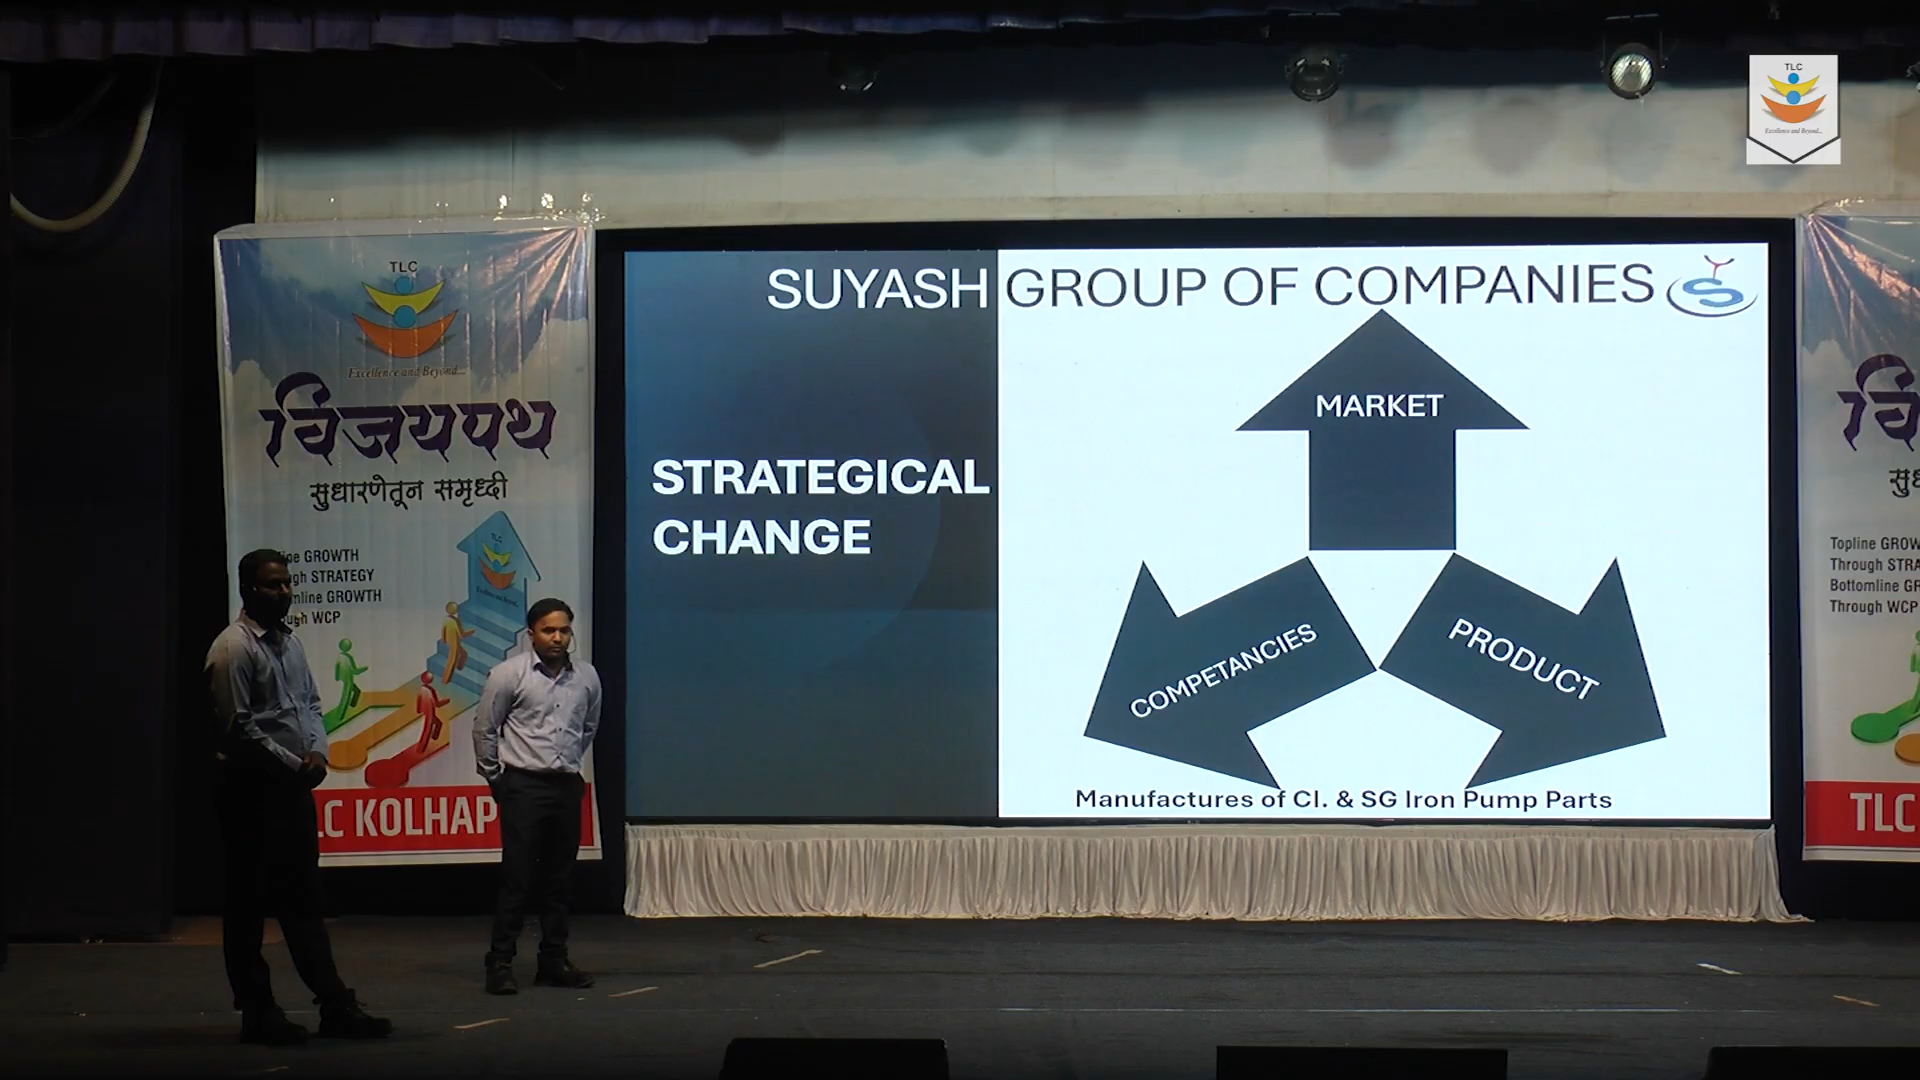 TLC
Excellence and Beyond...
TLC
Excellence and Beyond...
विजयपथ
सुधारणेतून समृध्दी
GROWTH
STRATEGY
GROWTH
WCP
TLC
LC KOLHAP
SUYASH GROUP OF COMPANIES
STRATEGICAL
CHANGE
MARKET
COMPETANCIES
PRODUCT
Manufactures of CI. & SG Iron Pump Parts
वि
सुध
Topline GROW
Through STRA
Bottomline GR
Through WCP
TLC